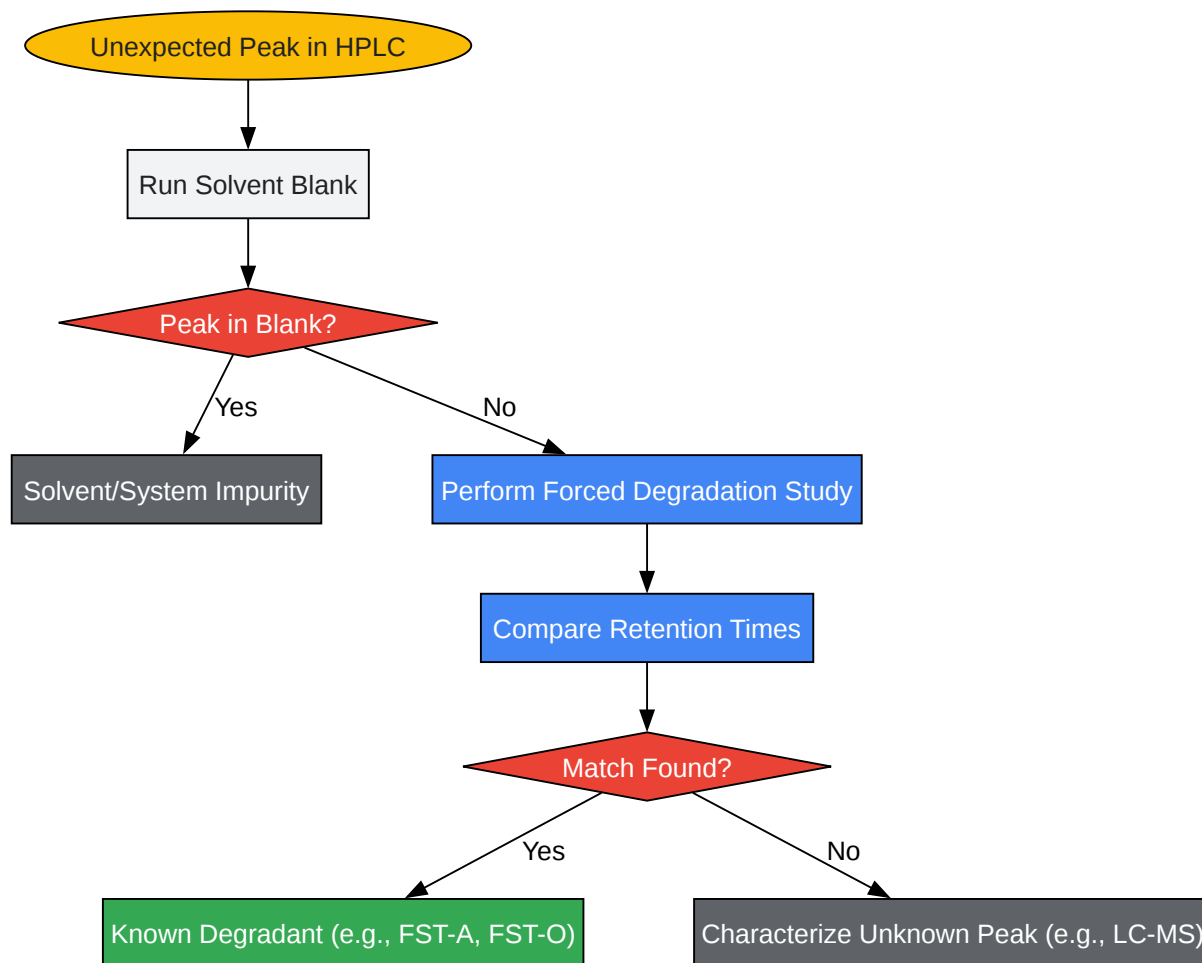 Unexpected Peak in HPLC
Run Solvent Blank
Peak in Blank?
Yes
No
Solvent/System Impurity
Perform Forced Degradation Study
Compare Retention Times
Match Found?
Yes
No
Known Degradant (e.g., FST-A, FST-O)
Characterize Unknown Peak (e.g., LC-MS)